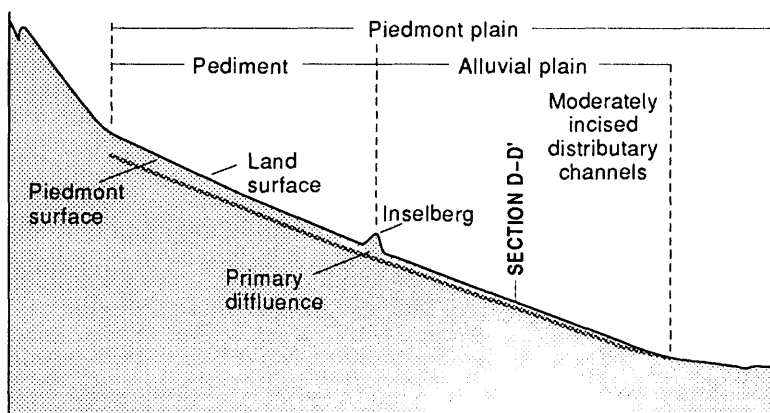 Piedmont plain
Pediment
Alluvial plain
Moderately
incised
distributary
channels
SECTION D–D'
Land
surface
Piedmont
surface
Inselberg
Primary
diffluence